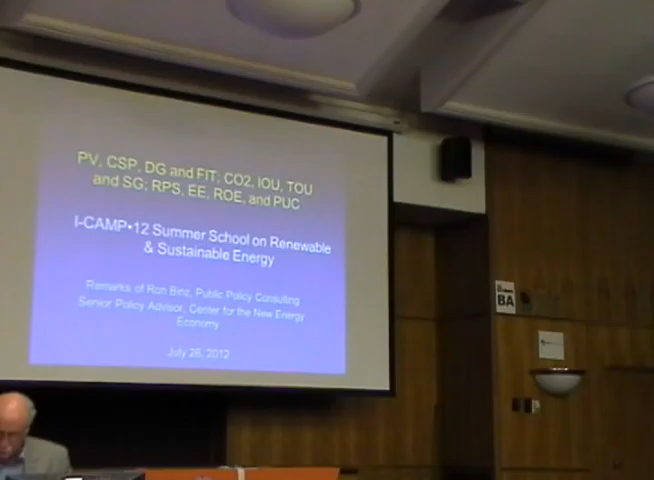 PV, CSP, DG and FIT; CO2, IOU, TOU
and SG; RPS, EE, ROE, and PUC
I-CAMP•12 Summer School on Renewable
& Sustainable Energy
Remarks of Ron Binz, Public Policy Consulting
Senior Policy Advisor, Center for the New Energy
Economy
July 26, 2012
BA